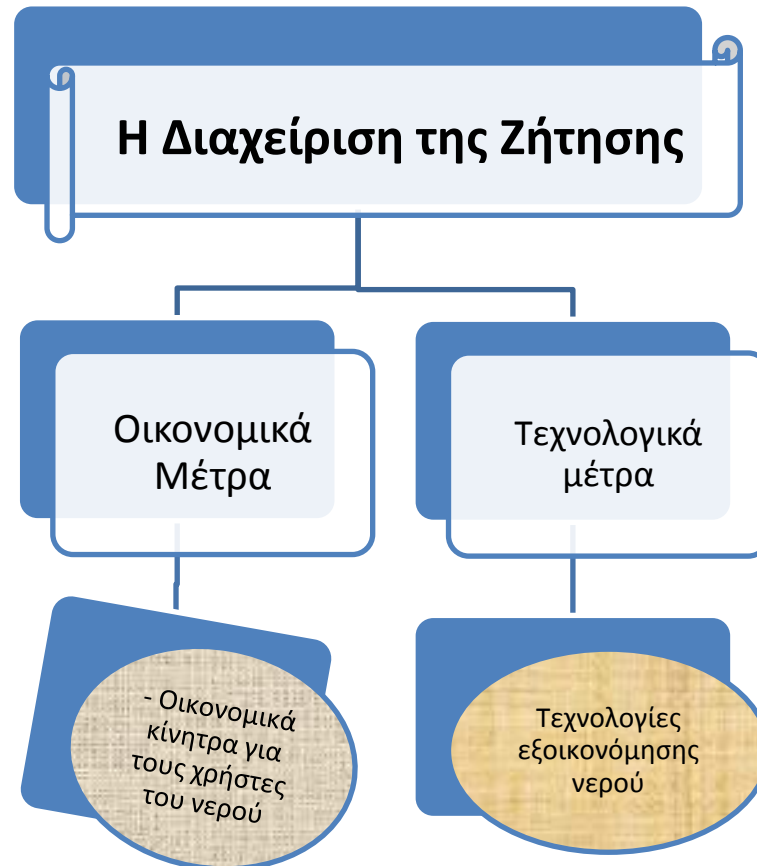 Η Διαχείριση της Ζήτησης
Οικονομικά
Μέτρα
Τεχνολογικά
μέτρα
- Οικονομικά
κίνητρα για
τους χρήστες
του νερού
Τεχνολογίες
εξοικονόμησης
νερού